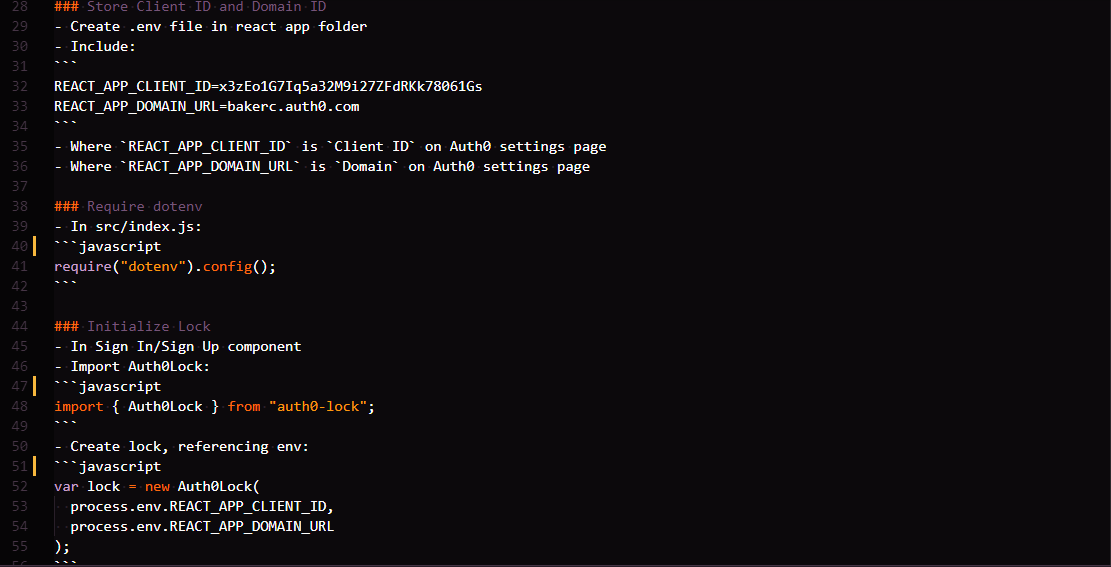 28 ### Store Client ID and Domain ID
29 - Create .env file in react app folder
30 - Include:
31 ```
32 REACT_APP_CLIENT_ID=x3zEo1G7Iq5a32M9i27ZFdRKk78061Gs
33 REACT_APP_DOMAIN_URL=bakerc.auth0.com
34 ```
35 - Where `REACT_APP_CLIENT_ID` is `Client ID` on Auth0 settings page
36 - Where `REACT_APP_DOMAIN_URL` is `Domain` on Auth0 settings page
37
38 ### Require dotenv
39 - In src/index.js:
40 ```javascript
41 require("dotenv").config();
42 ```
43
44 ### Initialize Lock
45 - In Sign In/Sign Up component
46 - Import Auth0Lock:
47 ```javascript
48 import { Auth0Lock } from "auth0-lock";
49 ```
50 - Create lock, referencing env:
51 ```javascript
52 var lock = new Auth0Lock(
53   process.env.REACT_APP_CLIENT_ID,
54   process.env.REACT_APP_DOMAIN_URL
55 );
56 ```